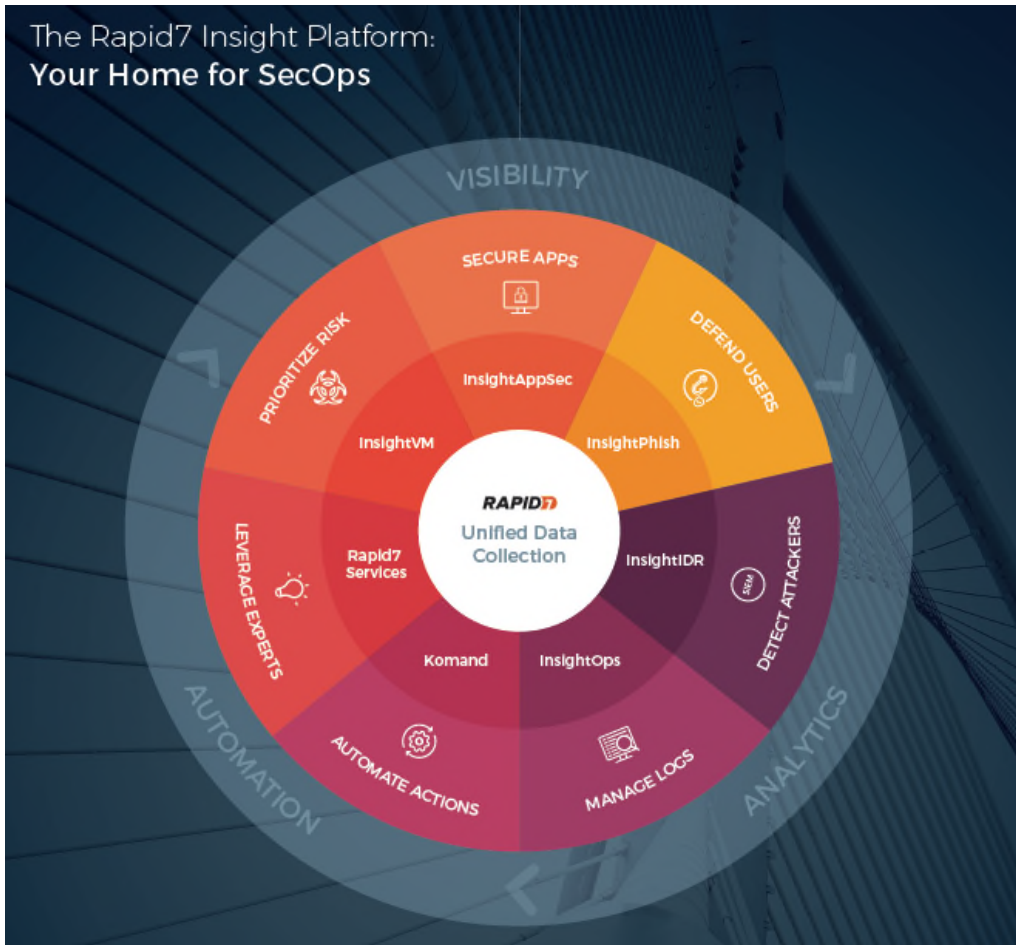 The Rapid7 Insight Platform:
Your Home for SecOps
VISIBILITY
SECURE APPS
InsightAppSec
DEFEND USERS
InsightPhish
DETECT ATTACKERS
SIEM
InsightIDR
MANAGE LOGS
InsightOps
AUTOMATE ACTIONS
Komand
LEVERAGE EXPERTS
Rapid7
Services
PRIORITIZE RISK
InsightVM
RAPID7
Unified Data
Collection
ANALYTICS
AUTOMATION